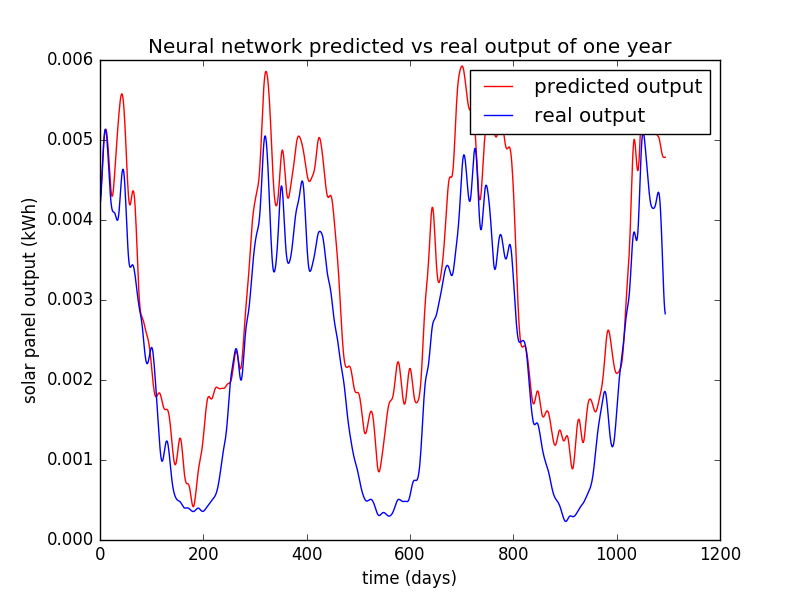 Neural network predicted vs real output of one year
predicted output
real output
solar panel output (kWh)
0.006
0.005
0.004
0.003
0.002
0.001
0.000
0 200 400 600 800 1000 1200
time (days)